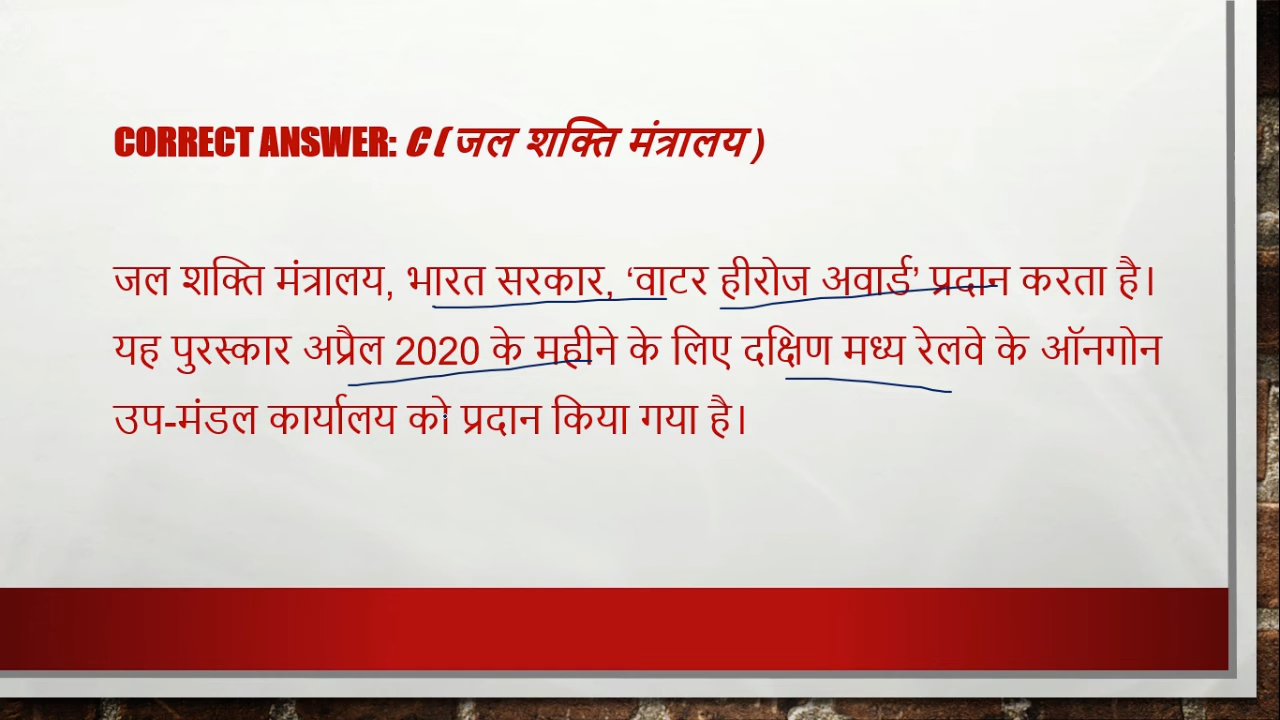 CORRECT ANSWER: C ( जल शक्ति मंत्रालय )
जल शक्ति मंत्रालय, भारत सरकार, ‘वाटर हीरोज अवार्ड’ प्रदान करता है।
यह पुरस्कार अप्रैल 2020 के महीने के लिए दक्षिण मध्य रेलवे के ऑनगोन
उप-मंडल कार्यालय को प्रदान किया गया है।